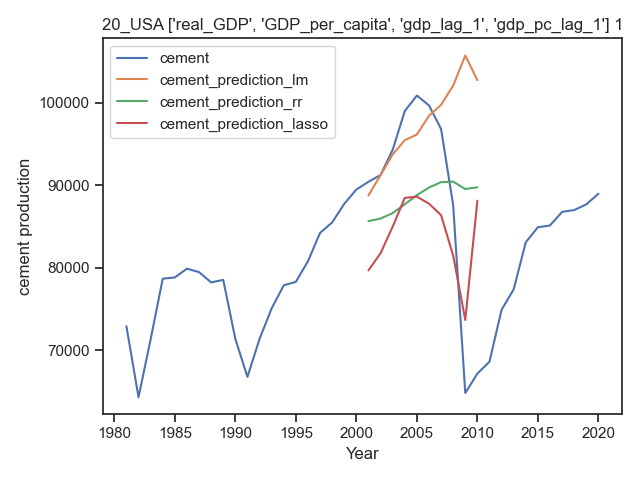 20_USA ['real_GDP', 'GDP_per_capita', 'gdp_lag_1', 'gdp_pc_lag_1'] 1
cement
cement_prediction_lm
cement_prediction_rr
cement_prediction_lasso
cement production
100000
90000
80000
70000
1980 1985 1990 1995 2000 2005 2010 2015 2020
Year